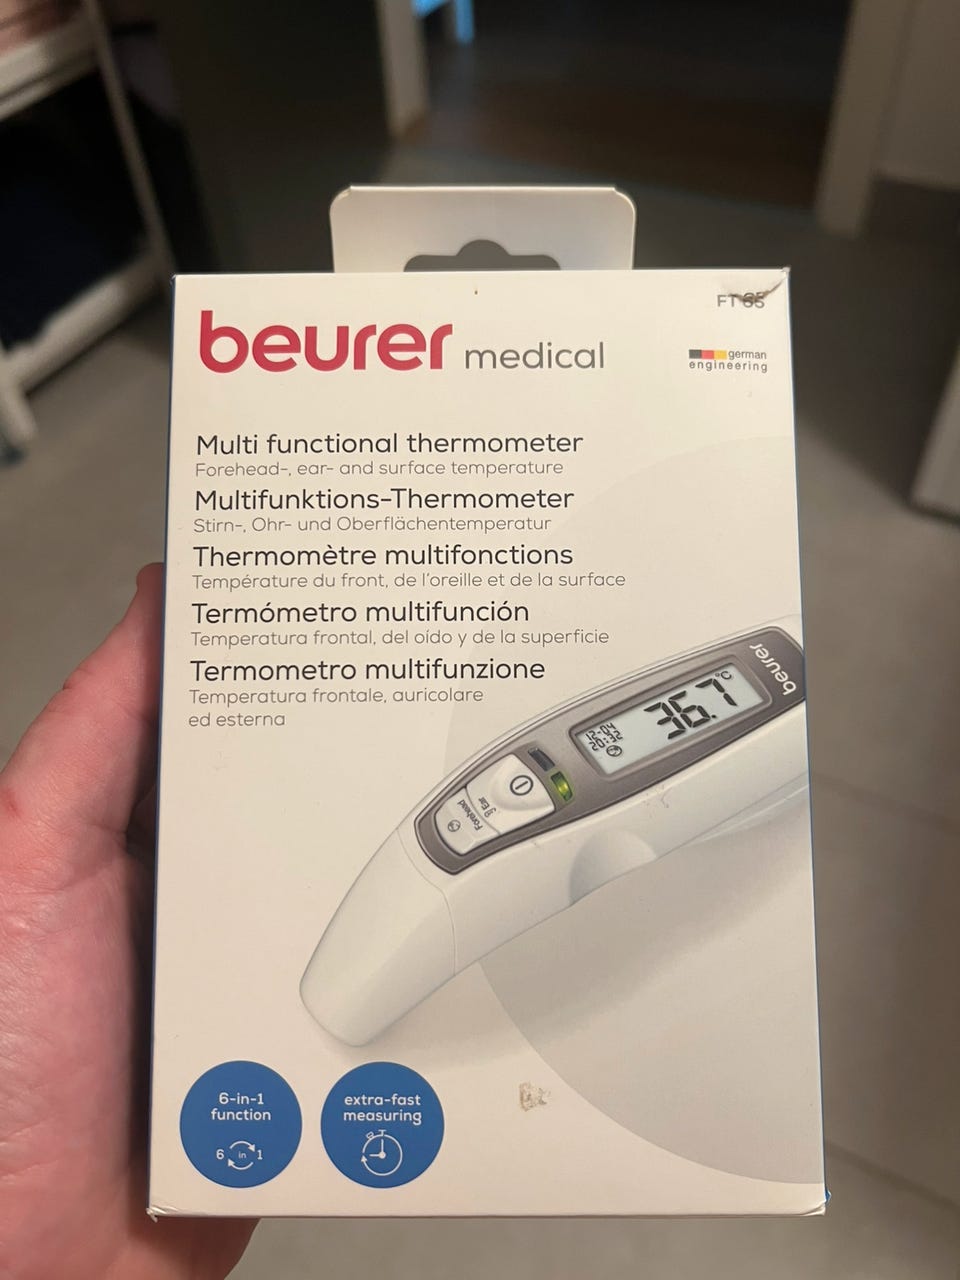 FT 65
beurer medical
german
engineering
Multi functional thermometer
Forehead-, ear- and surface temperature
Multifunktions-Thermometer
Stirn-, Ohr- und Oberflächentemperatur
Thermomètre multifonctions
Température du front, de l'oreille et de la surface
Termómetro multifunción
Temperatura frontal, del oído y de la superficie
Termometro multifunzione
Temperatura frontale, auricolare
ed esterna
beurer
36.7 °C
Ear
Forehead
6-in-1
function
6 in 1
extra-fast
measuring